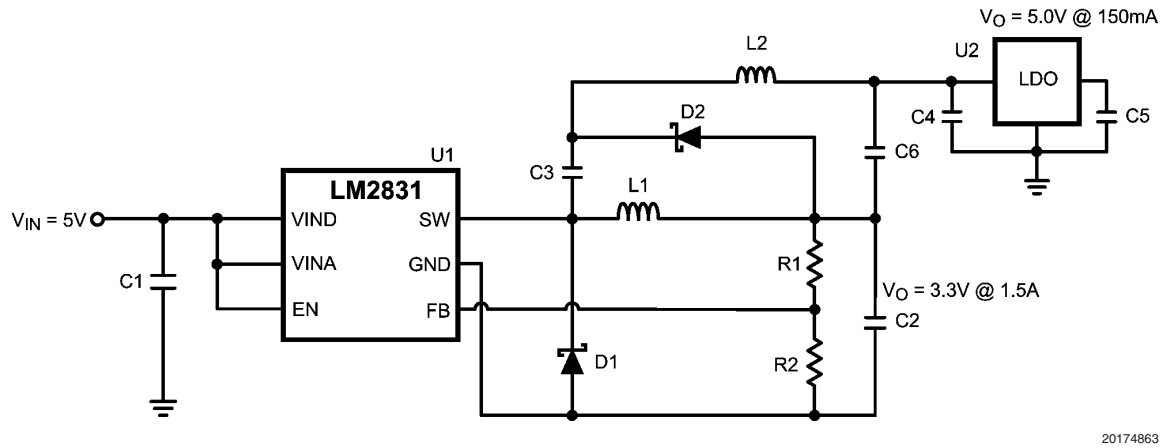 V_O = 5.0V @ 150mA
L2
U2
LDO
C4
C5
D2
C6
U1
C3
LM2831
L1
V_IN = 5V
VIND
SW
VINA
GND
C1
R1
EN
FB
V_O = 3.3V @ 1.5A
C2
D1
R2
20174863